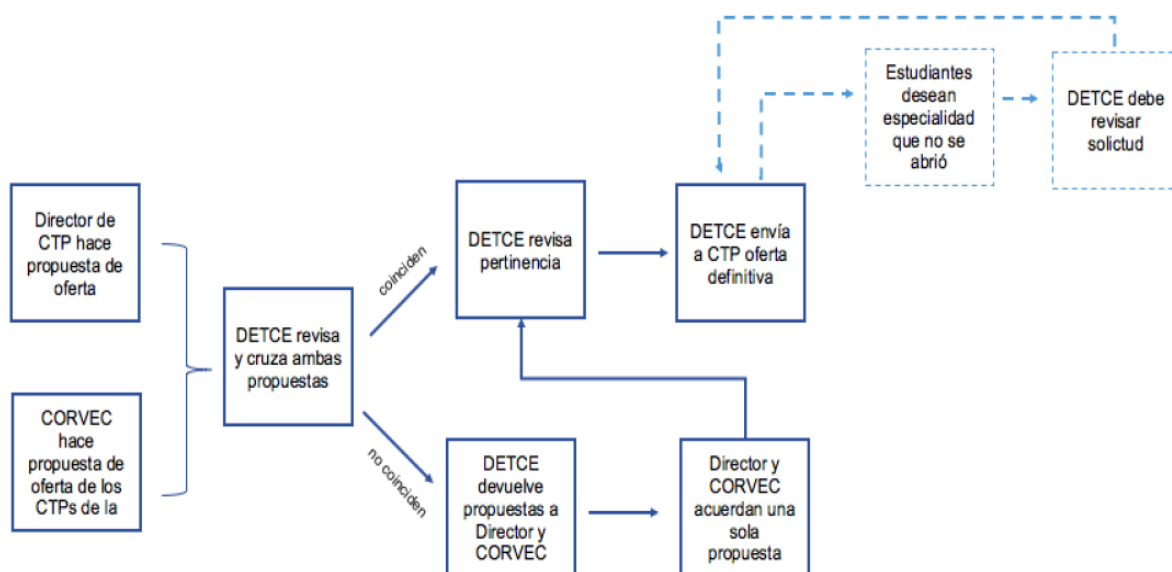 Director de
CTP hace
propuesta de
oferta
CORVEC
hace
propuesta de
oferta de los
CTPs de la
DETCE revisa
y cruza ambas
propuestas
coinciden
no coinciden
DETCE revisa
pertinencia
DETCE
devuelve
propuestas a
Director y
CORVEC
Director y
CORVEC
acuerdan una
sola
propuesta
DETCE envía
a CTP oferta
definitiva
Estudiantes
desean
especialidad
que no se
abrió
DETCE debe
revisar
solictud